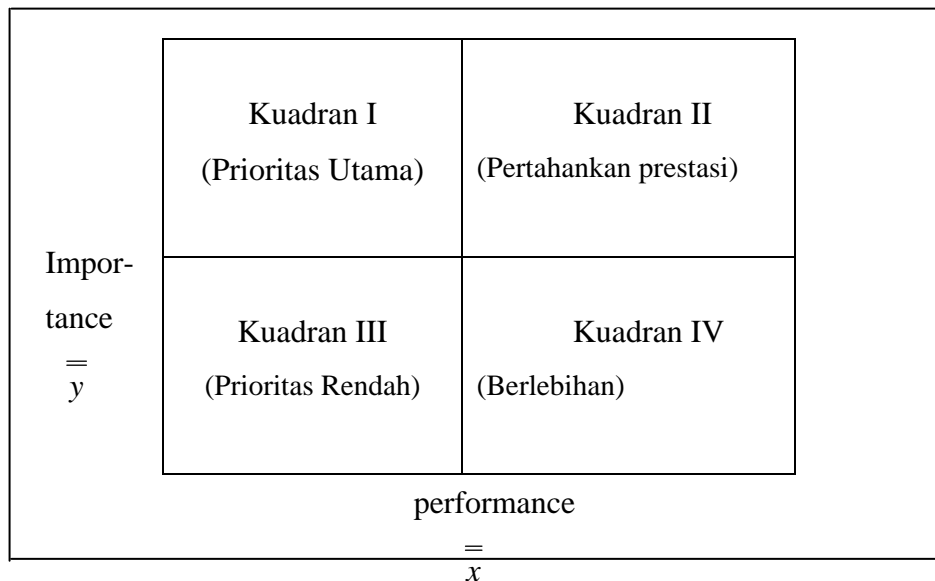 Kuadran I
(Prioritas Utama)
Kuadran II
(Pertahankan prestasi)
Impor-
tance
=
y
Kuadran III
(Prioritas Rendah)
Kuadran IV
(Berlebihan)
performance
=
x